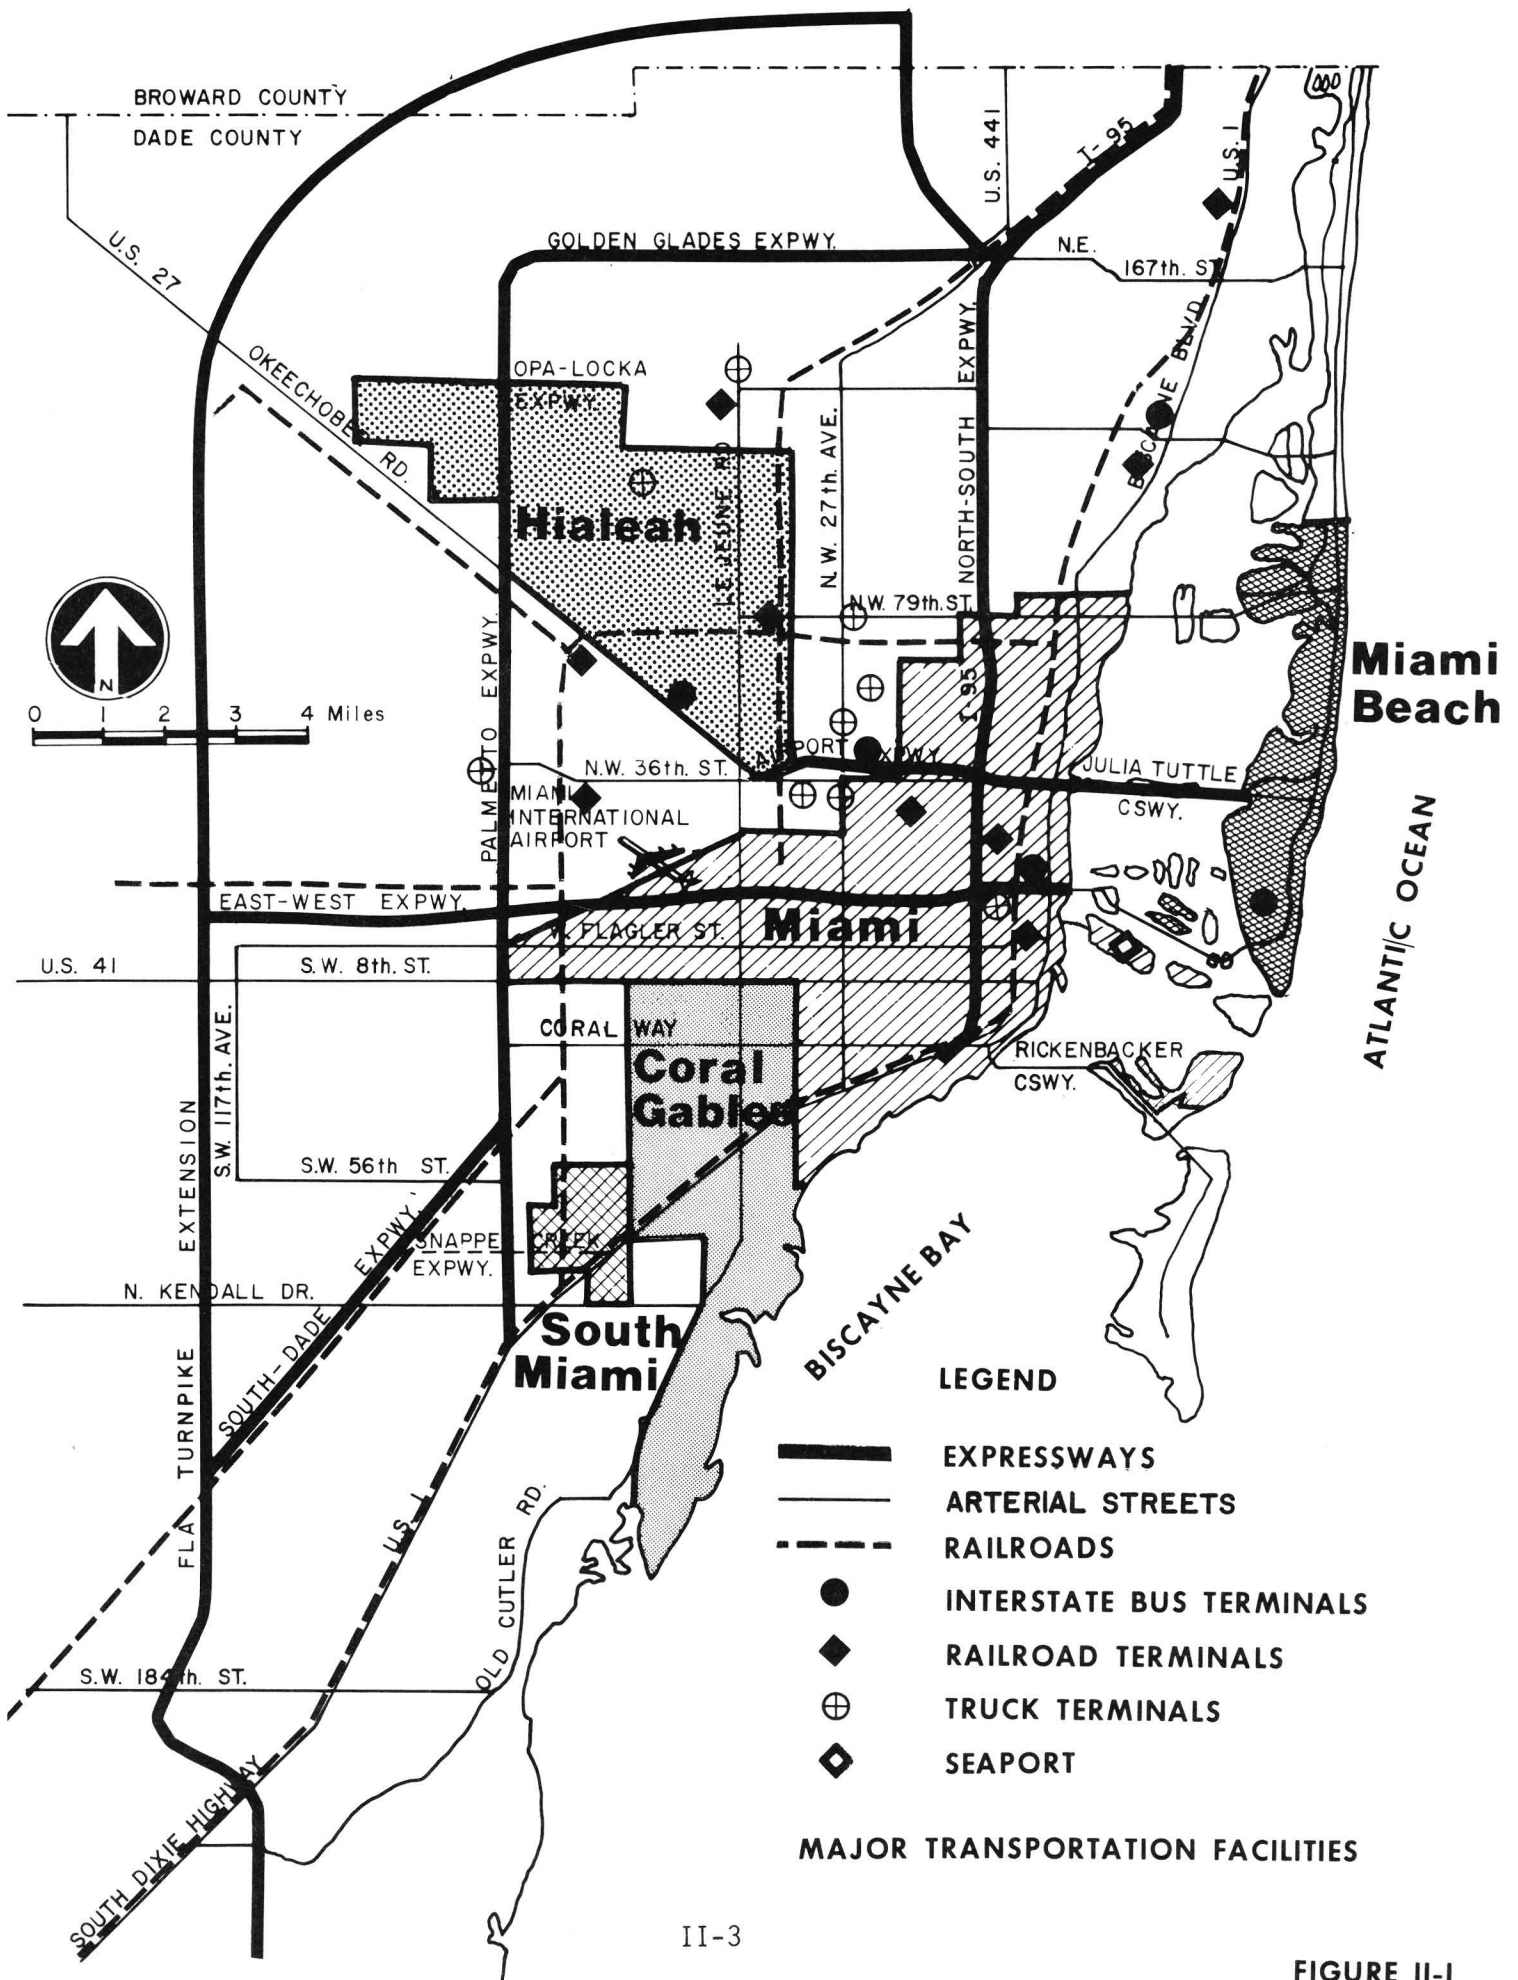 BROWARD COUNTY
DADE COUNTY
U.S. 27
OKEECHOBEE RD.
GOLDEN GLADES EXPWY.
U.S. 441
I-95
U.S. 1
N.E.
167th. ST
BISCAYNE BLVD
OPA-LOCKA
EXPWY.
LE JEUNE RD
N.W. 27th. AVE.
NORTH-SOUTH EXPWY.
Hialeah
N.W. 79th. ST.
I-95
Miami
Beach
N
0 1 2 3 4 Miles
PALMETTO EXPWY.
N.W. 36th. ST.
AIRPORT EXPWY
JULIA TUTTLE
CSWY.
MIAMI
INTERNATIONAL
AIRPORT
ATLANTIC OCEAN
EAST-WEST EXPWY.
W. FLAGLER ST.
Miami
U.S. 41
S.W. 8th. ST.
S.W. 117th. AVE.
CORAL WAY
Coral
Gables
RICKENBACKER
CSWY.
S.W. 56th ST.
SNAPPER CREEK
EXPWY.
N. KENDALL DR.
SOUTH-DADE EXPWY.
FLA TURNPIKE EXTENSION
South
Miami
BISCAYNE BAY
U.S. 1
OLD CUTLER RD.
S.W. 184th. ST.
SOUTH DIXIE HIGHWAY
LEGEND
EXPRESSWAYS
ARTERIAL STREETS
RAILROADS
INTERSTATE BUS TERMINALS
RAILROAD TERMINALS
TRUCK TERMINALS
SEAPORT
MAJOR TRANSPORTATION FACILITIES
II-3
FIGURE II-I